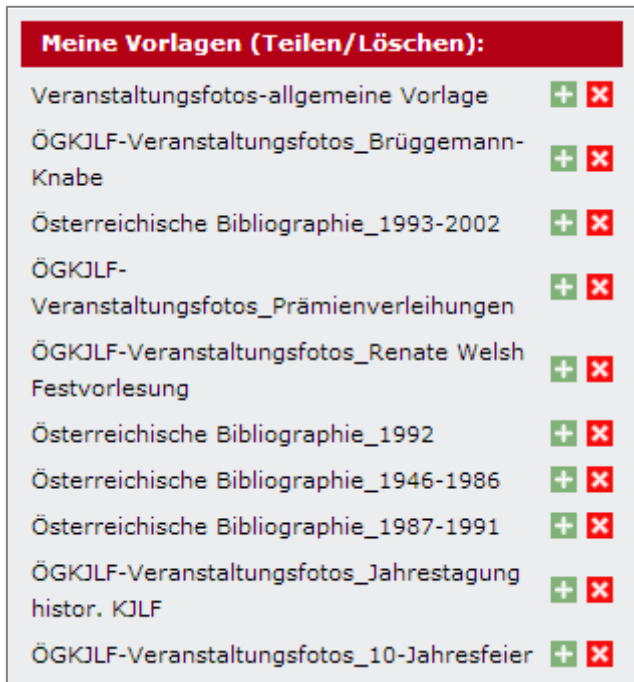 Meine Vorlagen (Teilen/Löschen):
Veranstaltungsfotos-allgemeine Vorlage
ÖGKJLF-Veranstaltungsfotos_Brüggemann-
Knabe
Österreichische Bibliographie_1993-2002
ÖGKJLF-
Veranstaltungsfotos_Prämienverleihungen
ÖGKJLF-Veranstaltungsfotos_Renate Welsh
Festvorlesung
Österreichische Bibliographie_1992
Österreichische Bibliographie_1946-1986
Österreichische Bibliographie_1987-1991
ÖGKJLF-Veranstaltungsfotos_Jahrestagung
histor. KJLF
ÖGKJLF-Veranstaltungsfotos_10-Jahresfeier